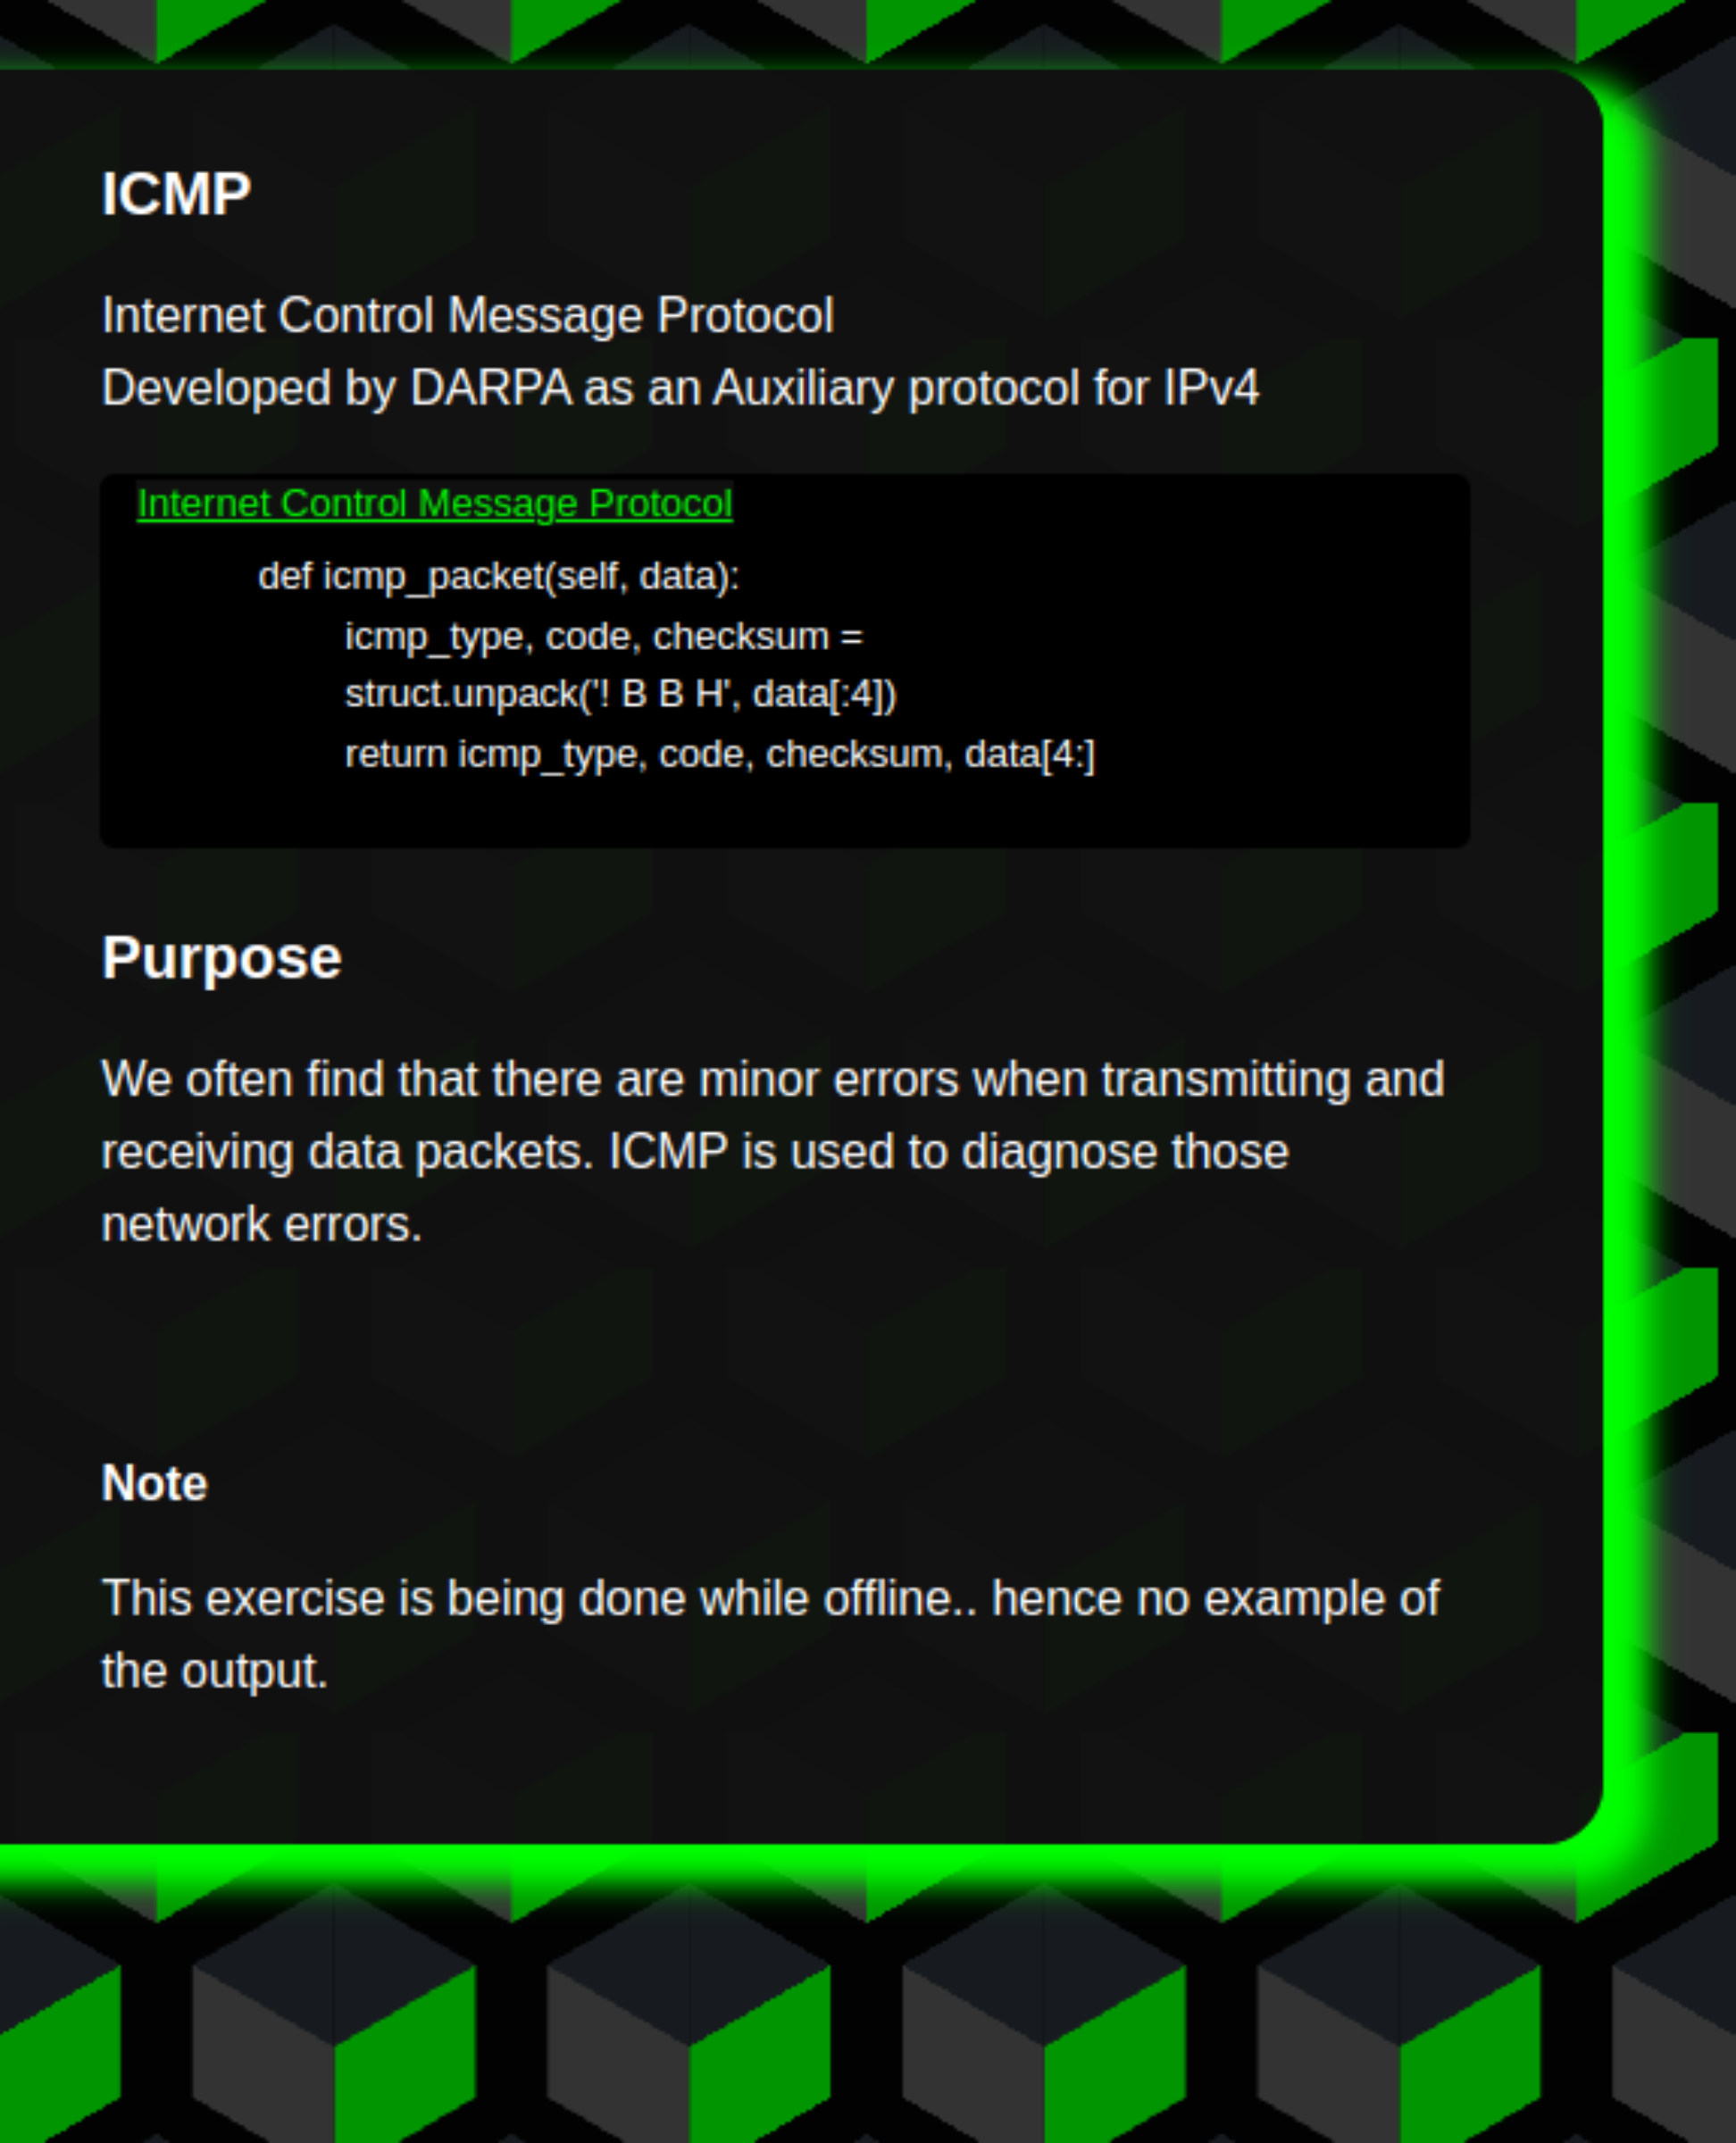 ICMP
Internet Control Message Protocol
Developed by DARPA as an Auxiliary protocol for IPv4
Internet Control Message Protocol
def icmp_packet(self, data):
icmp_type, code, checksum =
struct.unpack('! B B H', data[:4])
return icmp_type, code, checksum, data[4:]
Purpose
We often find that there are minor errors when transmitting and
receiving data packets. ICMP is used to diagnose those
network errors.
Note
This exercise is being done while offline.. hence no example of
the output.